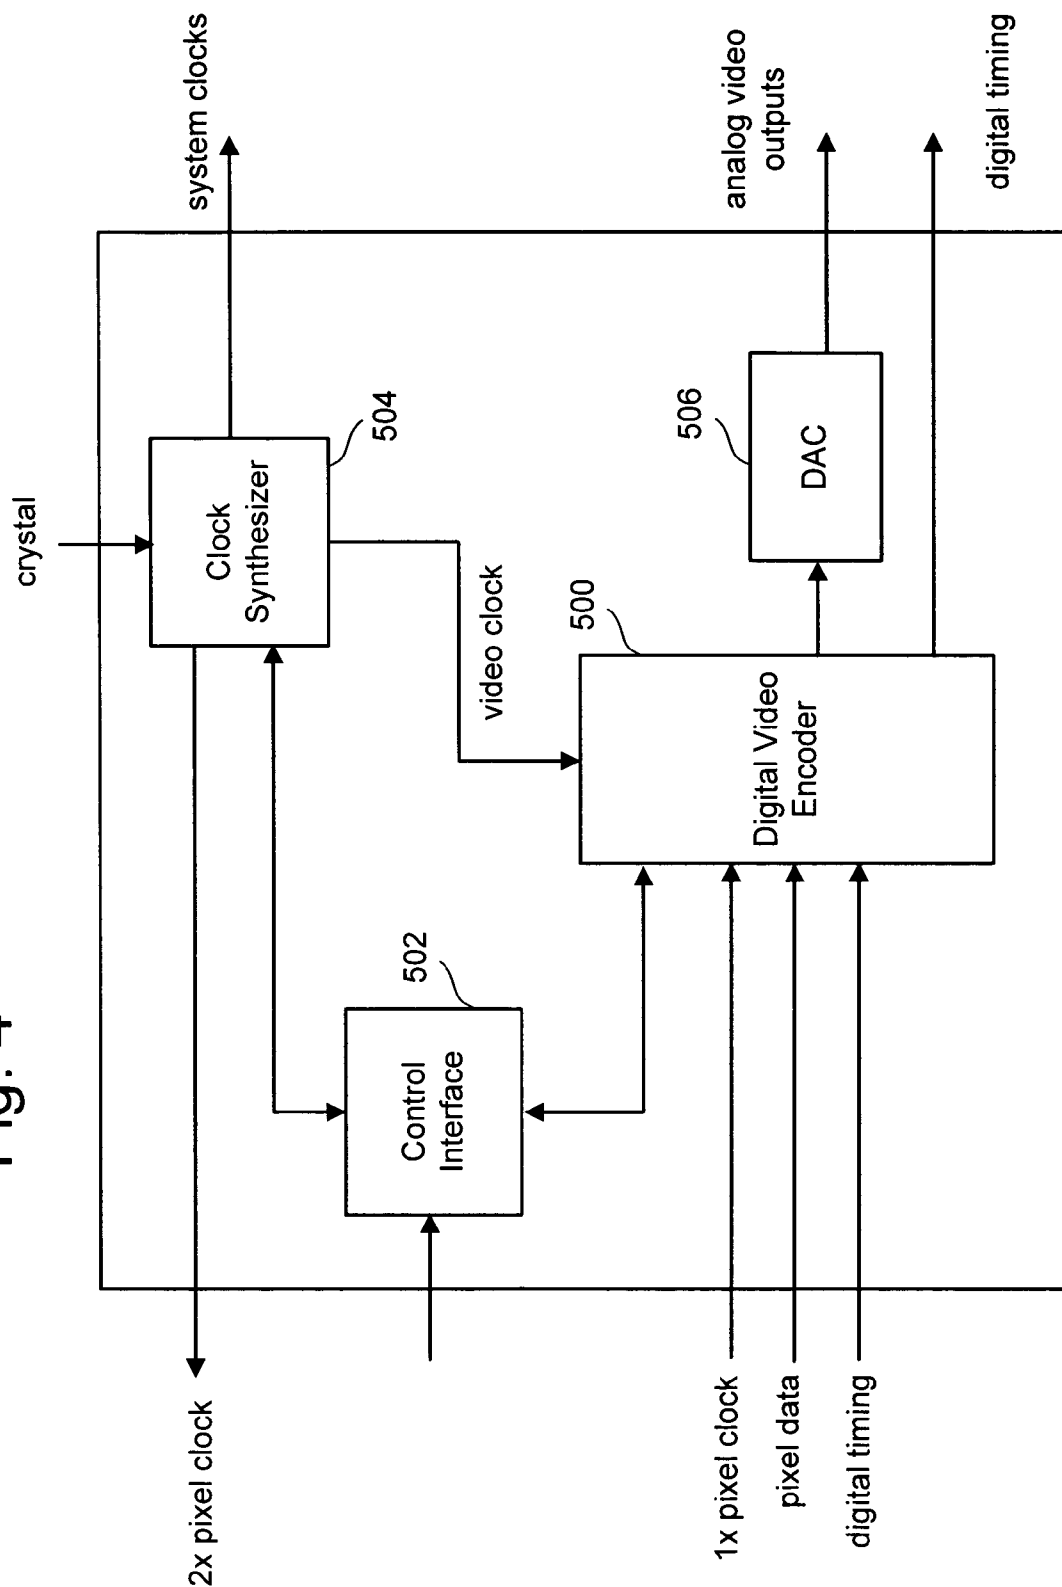 Fig. 4
crystal
2x pixel clock
Clock
Synthesizer
504
system clocks
Control
Interface
502
video clock
1x pixel clock
pixel data
digital timing
Digital Video
Encoder
500
DAC
506
analog video
outputs
digital timing